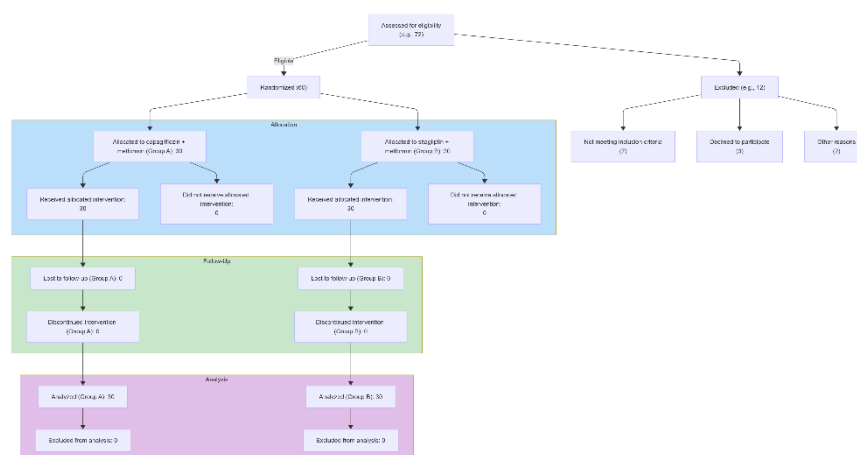 Assessed for eligibility
(e.g., 72)
Eligible
Randomized (60)
Excluded (e.g., 12)
Allocation
Allocated to dapagliflozin +
metformin (Group A): 30
Allocated to sitagliptin +
metformin (Group B): 30
Not meeting inclusion criteria
(7)
Declined to participate
(3)
Other reasons
(2)
Received allocated intervention:
30
Did not receive allocated
intervention:
0
Received allocated intervention:
30
Did not receive allocated
intervention:
0
Follow-Up
Lost to follow-up (Group A): 0
Lost to follow-up (Group B): 0
Discontinued intervention
(Group A): 0
Discontinued intervention
(Group B): 0
Analysis
Analyzed (Group A): 30
Analyzed (Group B): 30
Excluded from analysis: 0
Excluded from analysis: 0